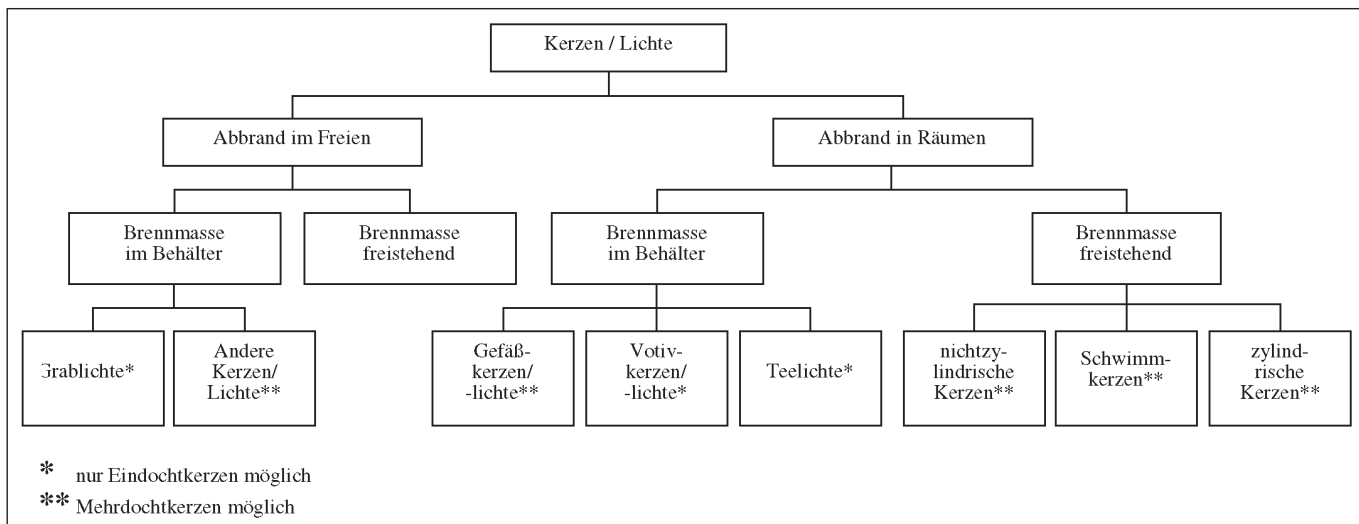 Kerzen / Lichte
Abbrand im Freien
Abbrand in Räumen
Brennmasse
im Behälter
Brennmasse
freistehend
Brennmasse
im Behälter
Brennmasse
freistehend
Grablichte*
Andere
Kerzen/
Lichte**
Gefäß-
kerzen/
-lichte**
Votiv-
kerzen/
-lichte*
Teelichte*
nichtzy-
lindrische
Kerzen**
Schwimm-
kerzen**
zylind-
rische
Kerzen**
* nur Eindochtkerzen möglich
** Mehrdochtkerzen möglich